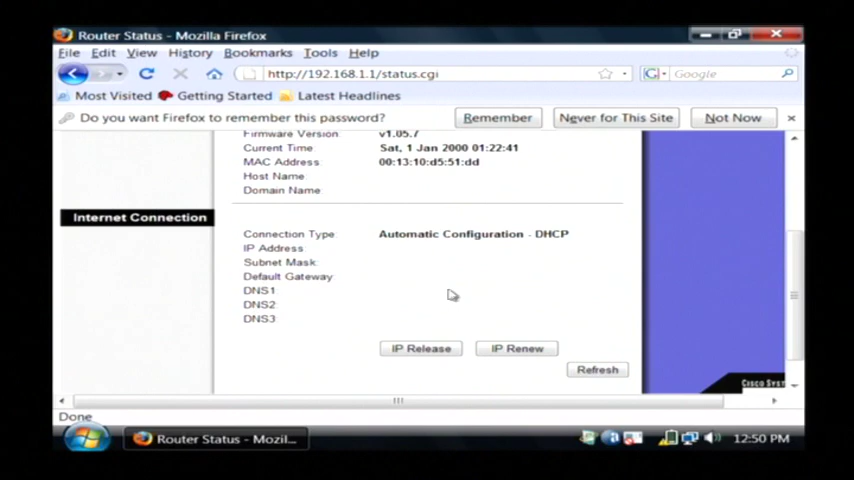 Router Status - Mozilla Firefox
File Edit View History Bookmarks Tools Help
http://192.168.1.1/status.cgi
Google
Most Visited Getting Started Latest Headlines
Do you want Firefox to remember this password? Remember Never for This Site Not Now
Firmware Version: v1.05.7
Current Time: Sat, 1 Jan 2000 01:22:41
MAC Address: 00:13:10:d5:51:dd
Host Name:
Domain Name:
Internet Connection
Connection Type: Automatic Configuration - DHCP
IP Address:
Subnet Mask:
Default Gateway:
DNS1:
DNS2:
DNS3:
IP Release IP Renew
Refresh
Cisco Syst
Done
Router Status - Mozil... 12:50 PM